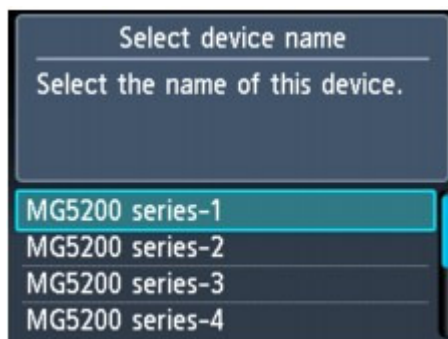 Select device name
Select the name of this device.
MG5200 series-1
MG5200 series-2
MG5200 series-3
MG5200 series-4